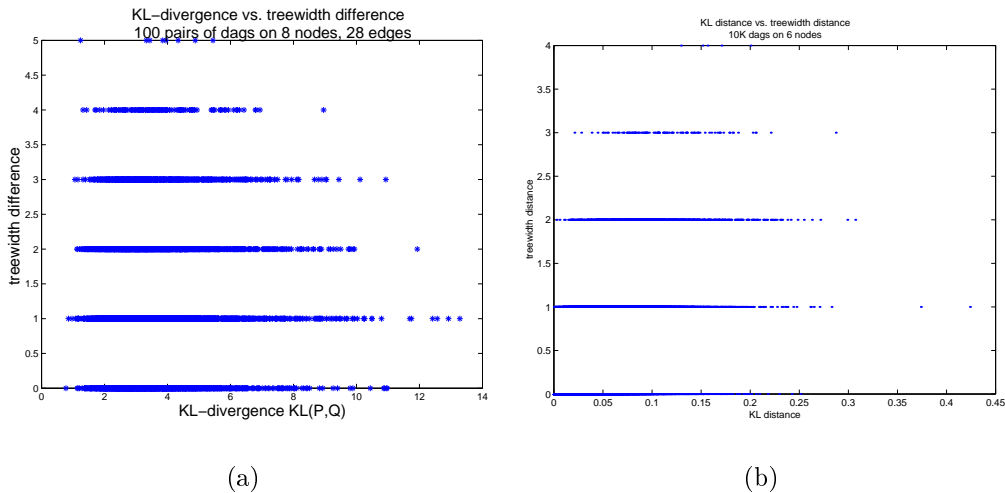 KL-divergence vs. treewidth difference
100 pairs of dags on 8 nodes, 28 edges
5
4.5
4
3.5
3
2.5
2
1.5
1
0.5
0
treewidth difference
0 2 4 6 8 10 12 14
KL-divergence KL(P,Q)
(a)
KL distance vs. treewidth distance
10K dags on 6 nodes
4
3.5
3
2.5
2
1.5
1
0.5
0
treewidth distance
0 0.05 0.1 0.15 0.2 0.25 0.3 0.35 0.4 0.45
KL distance
(b)